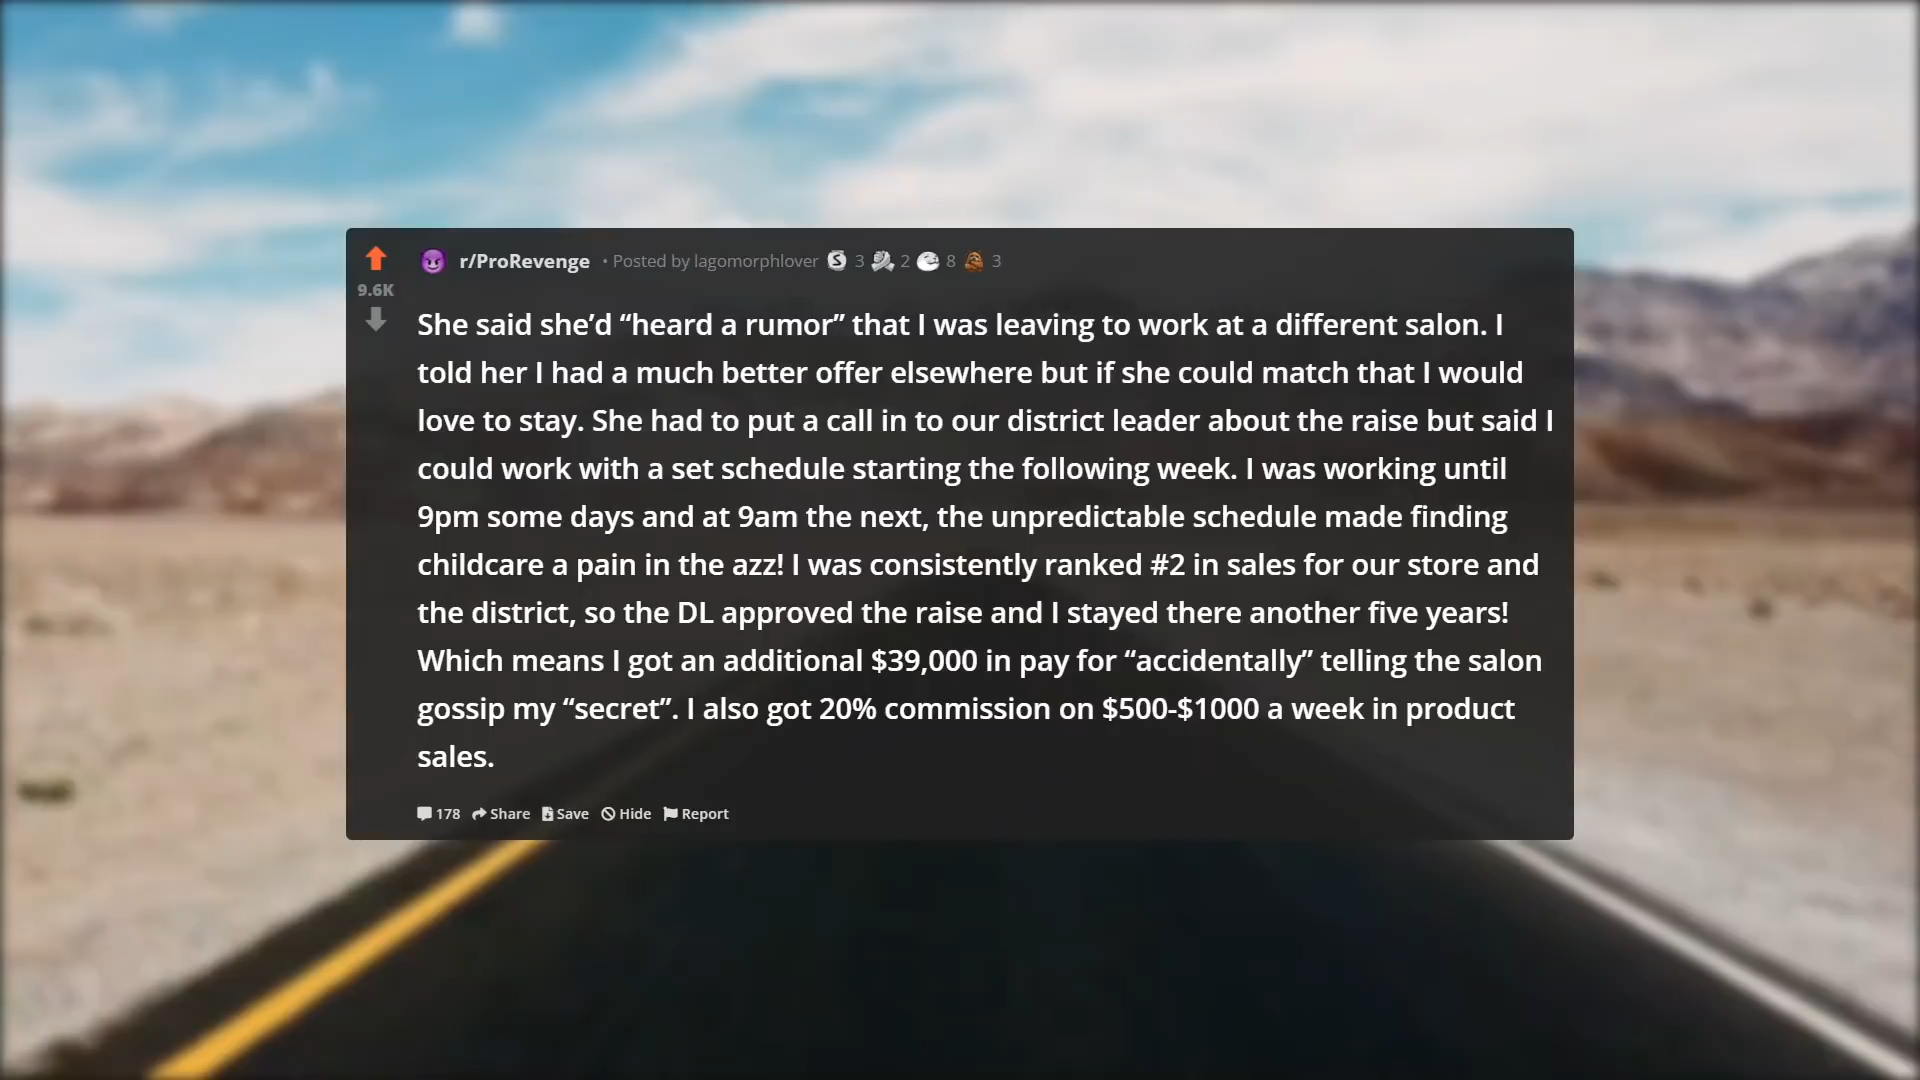 r/ProRevenge • Posted by lagomorphlover 3 2 8 3
9.6K
She said she’d “heard a rumor” that I was leaving to work at a different salon. I
told her I had a much better offer elsewhere but if she could match that I would
love to stay. She had to put a call in to our district leader about the raise but said I
could work with a set schedule starting the following week. I was working until
9pm some days and at 9am the next, the unpredictable schedule made finding
childcare a pain in the azz! I was consistently ranked #2 in sales for our store and
the district, so the DL approved the raise and I stayed there another five years!
Which means I got an additional $39,000 in pay for “accidentally” telling the salon
gossip my “secret”. I also got 20% commission on $500-$1000 a week in product
sales.
178 Share Save Hide Report